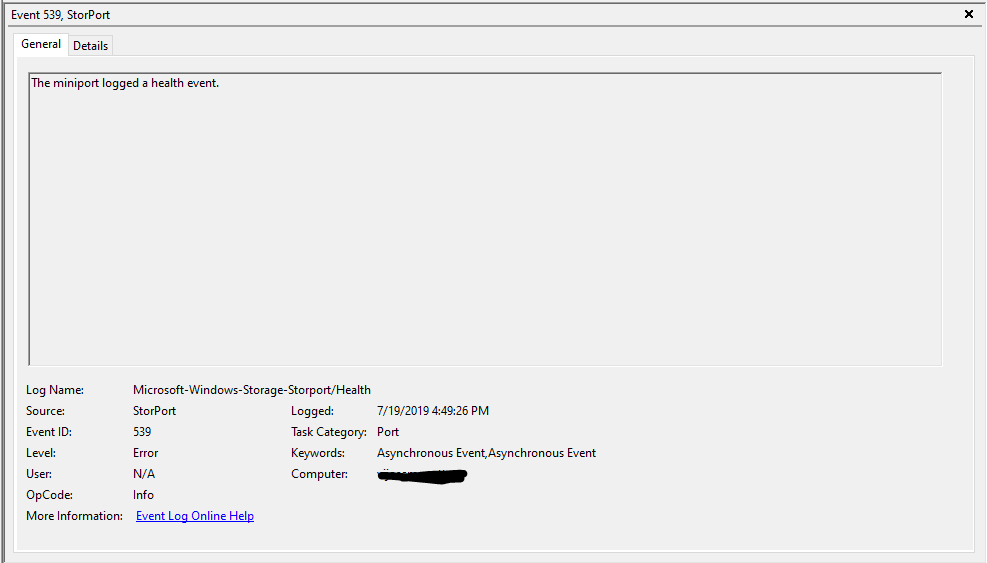 Event 539, StorPort
General Details
The miniport logged a health event.
Log Name: Microsoft-Windows-Storage-Storport/Health
Source: StorPort Logged: 7/19/2019 4:49:26 PM
Event ID: 539 Task Category: Port
Level: Error Keywords: Asynchronous Event,Asynchronous Event
User: N/A Computer:
OpCode: Info
More Information: Event Log Online Help